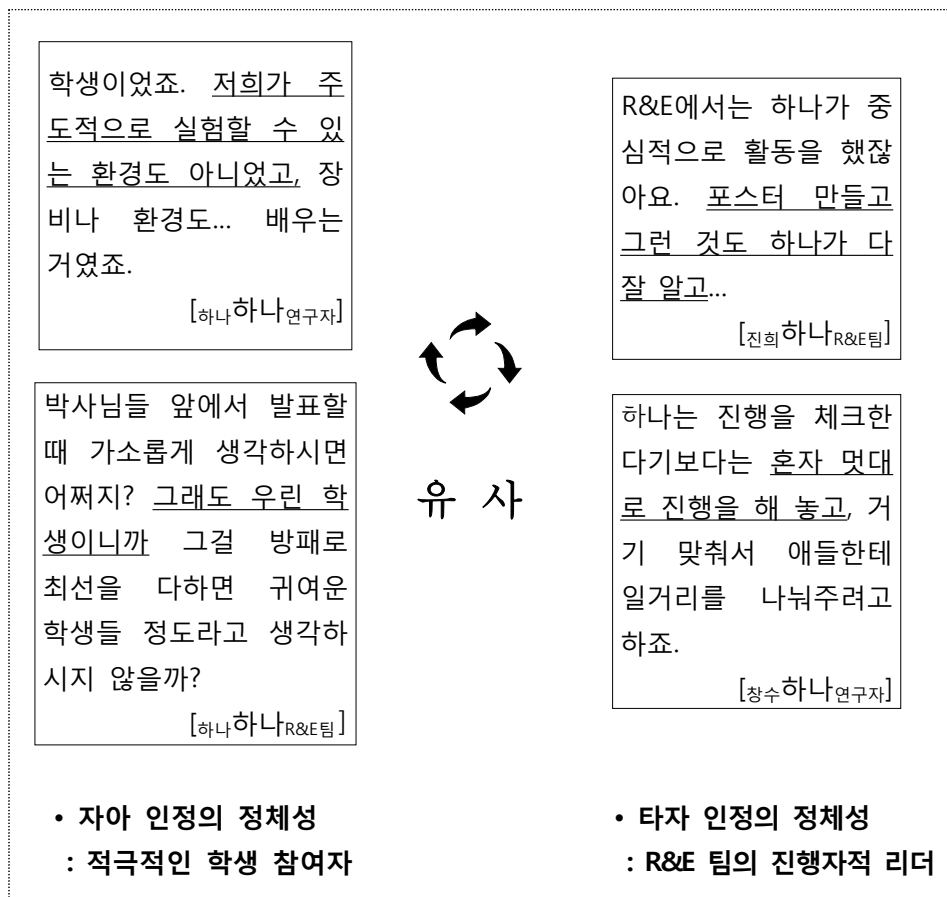 학생이었죠. 저희가 주
도적으로 실험할 수 있
는 환경도 아니었고, 장
비나 환경도... 배우는
거였죠.
[하나하나연구자]
박사님들 앞에서 발표할
때 가소롭게 생각하시면
어쩌지? 그래도 우린 학
생이니까 그걸 방패로
최선을 다하면 귀여운
학생들 정도라고 생각하
시지 않을까?
[하나하나R&E팀]
• 자아 인정의 정체성
: 적극적인 학생 참여자
유 사
R&E에서는 하나가 중
심적으로 활동을 했잖
아요. 포스터 만들고
그런 것도 하나가 다
잘 알고...
[진희하나R&E팀]
하나는 진행을 체크한
다기보다는 혼자 멋대
로 진행을 해 놓고, 거
기 맞춰서 애들한테
일거리를 나눠주려고
하죠.
[창수하나연구자]
• 타자 인정의 정체성
: R&E 팀의 진행자적 리더